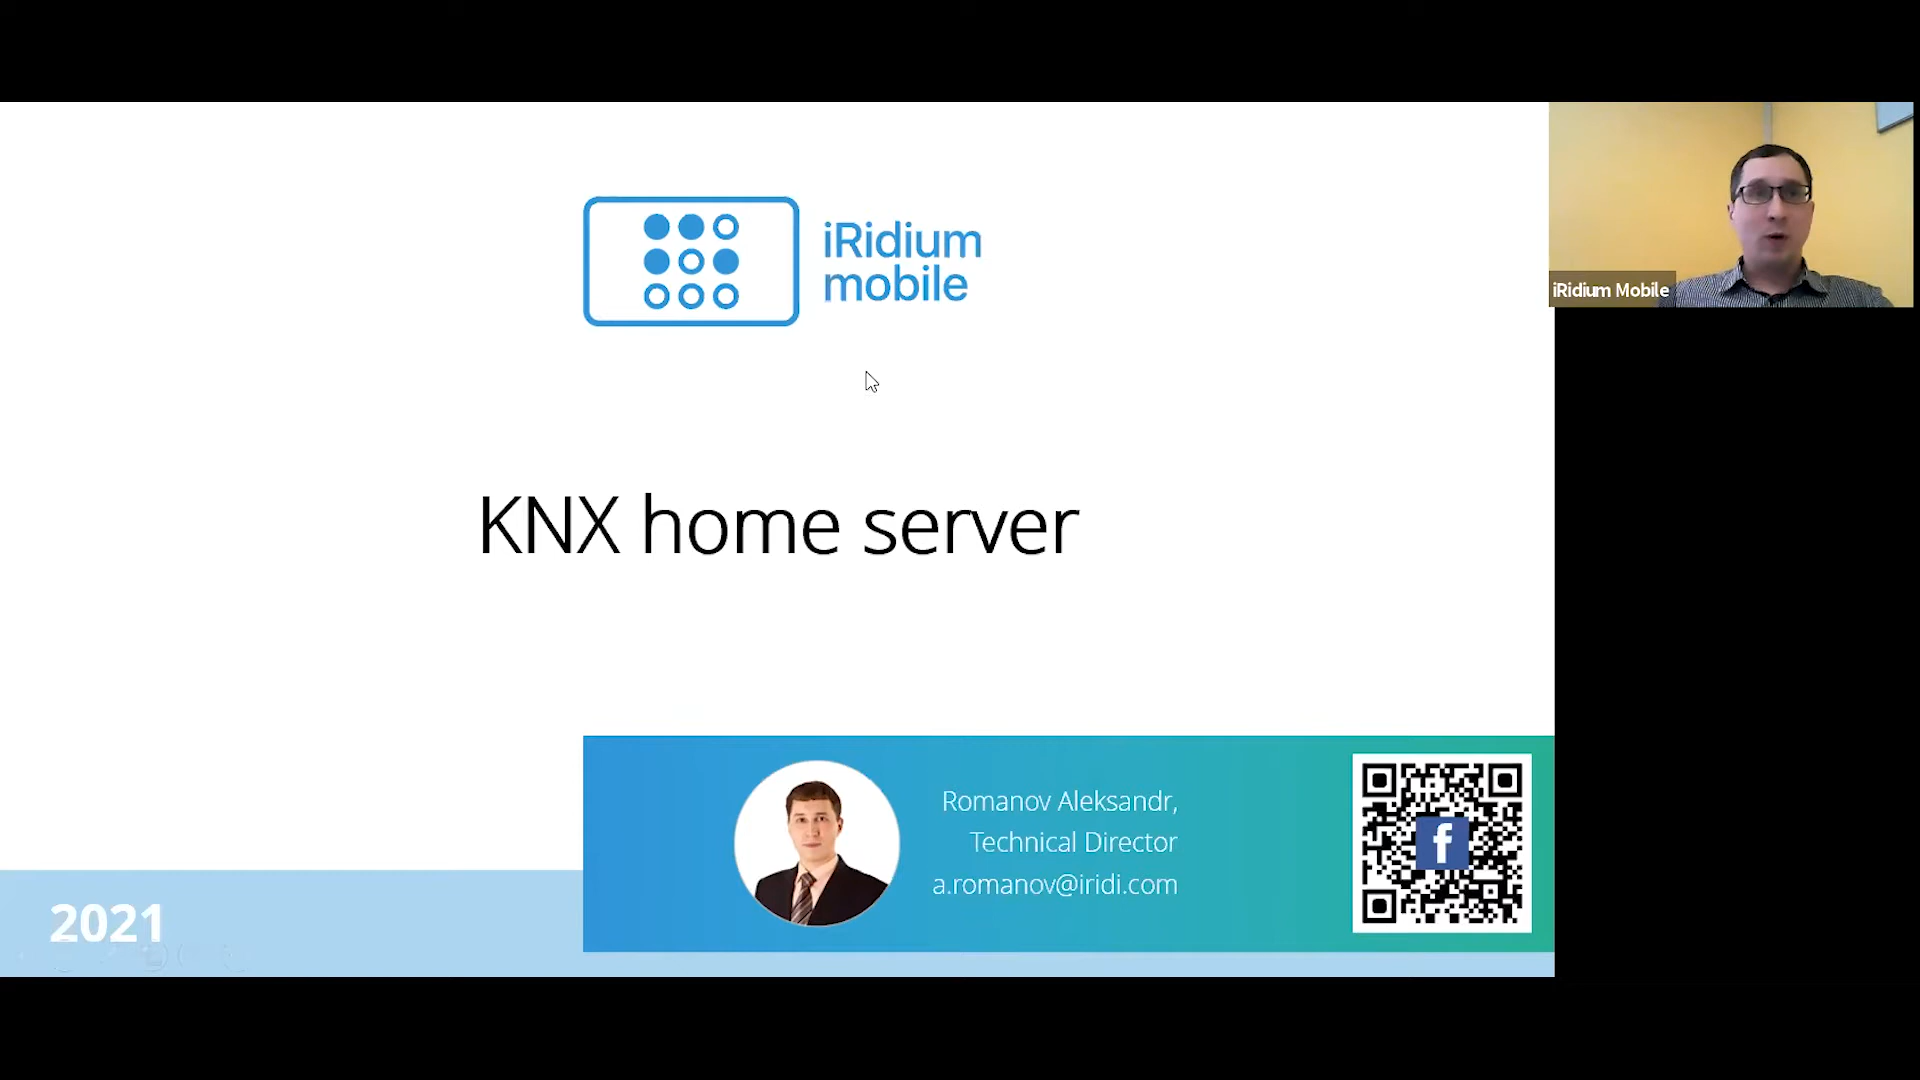 iRidium
mobile
iRidium Mobile
KNX home server
Romanov Aleksandr,
Technical Director
a.romanov@iridi.com
f
2021